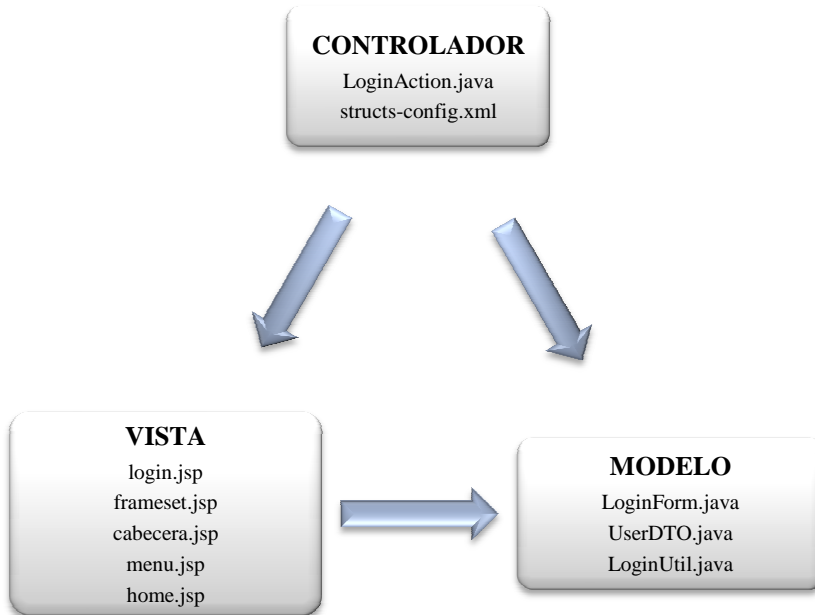 CONTROLADOR
LoginAction.java
structs-config.xml
VISTA
login.jsp
frameset.jsp
cabecera.jsp
menu.jsp
home.jsp
MODELO
LoginForm.java
UserDTO.java
LoginUtil.java